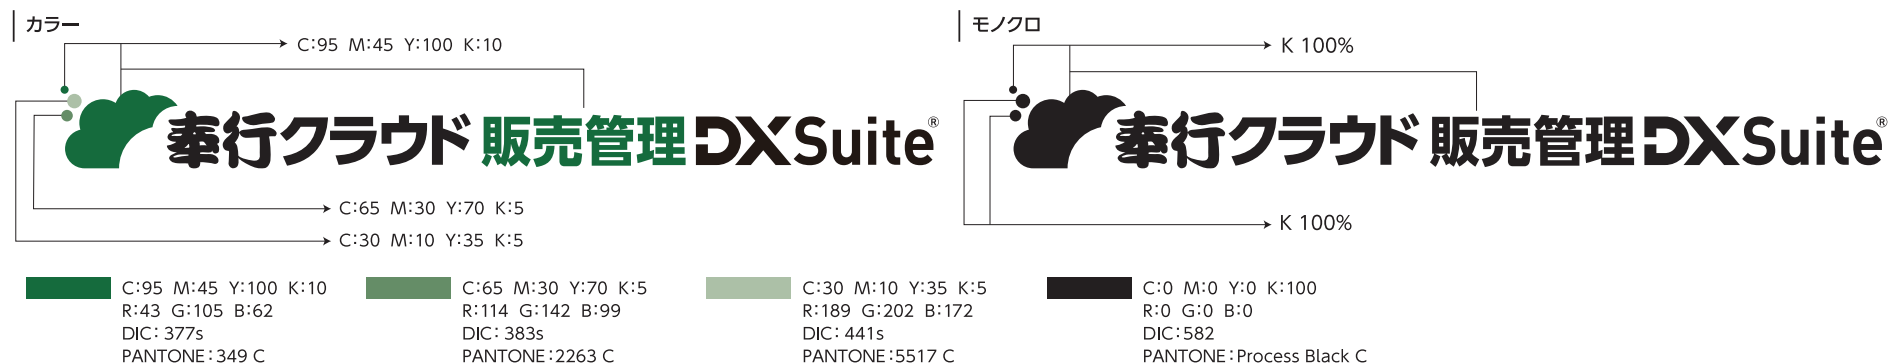 カラー
C:95 M:45 Y:100 K:10
奉行クラウド 販売管理 DX Suite®
C:65 M:30 Y:70 K:5
C:30 M:10 Y:35 K:5
モノクロ
K 100%
奉行クラウド 販売管理 DX Suite®
K 100%
C:95 M:45 Y:100 K:10
R:43 G:105 B:62
DIC:377s
PANTONE:349 C
C:65 M:30 Y:70 K:5
R:114 G:142 B:99
DIC:383s
PANTONE:2263 C
C:30 M:10 Y:35 K:5
R:189 G:202 B:172
DIC:441s
PANTONE:5517 C
C:0 M:0 Y:0 K:100
R:0 G:0 B:0
DIC:582
PANTONE:Process Black C